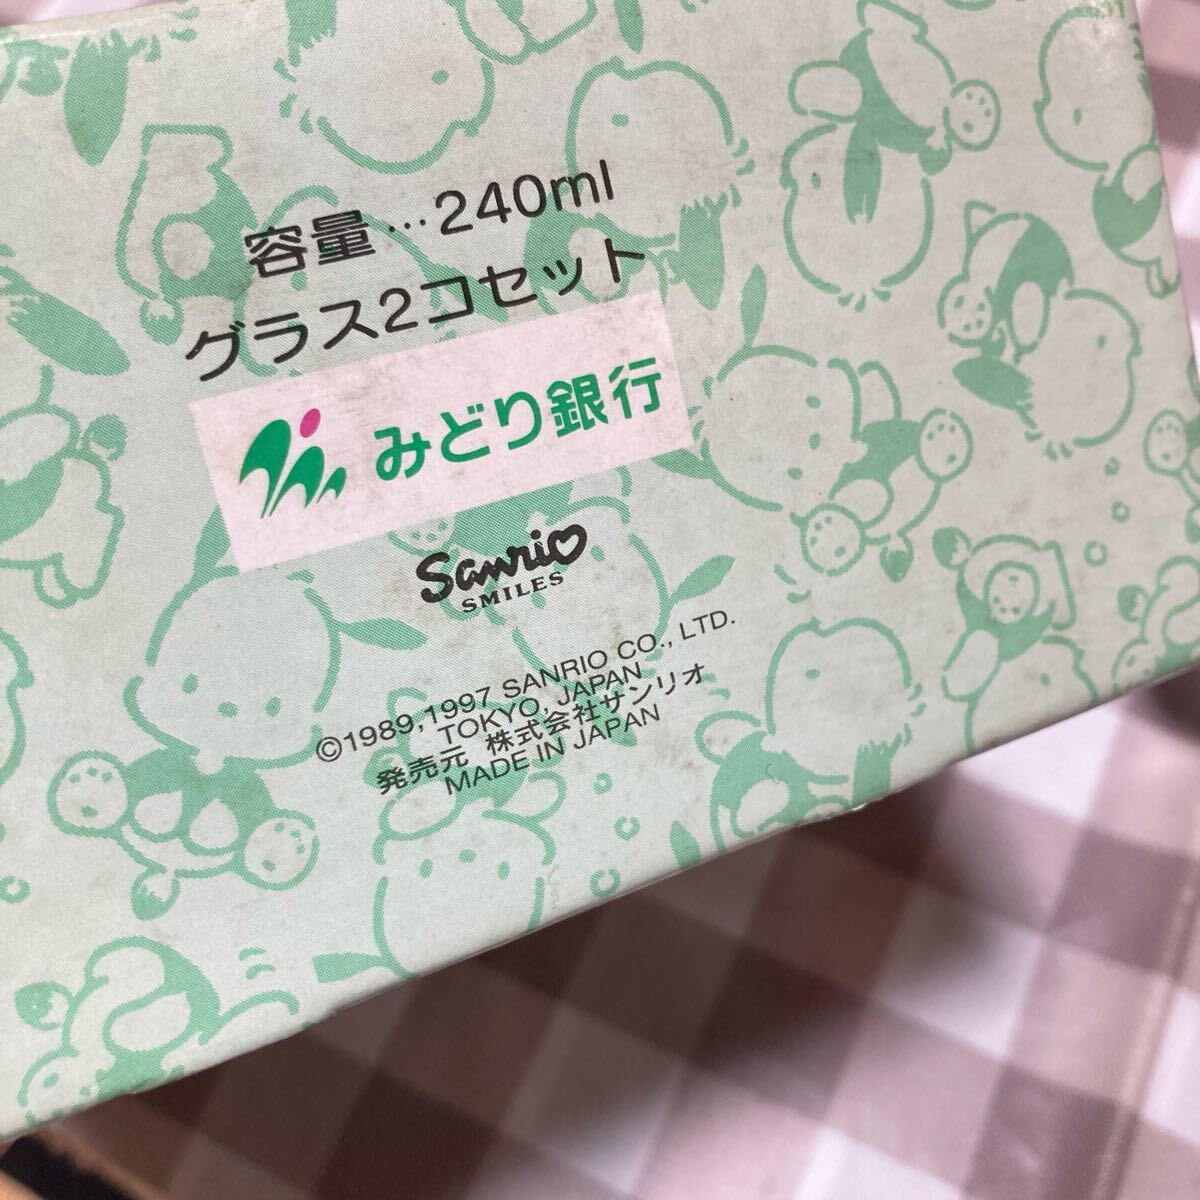 容量…240ml
グラス2コセット
みどり銀行
Sanrio
SMILES
©1989,1997 SANRIO CO., LTD.
TOKYO, JAPAN
発売元 株式会社サンリオ
MADE IN JAPAN